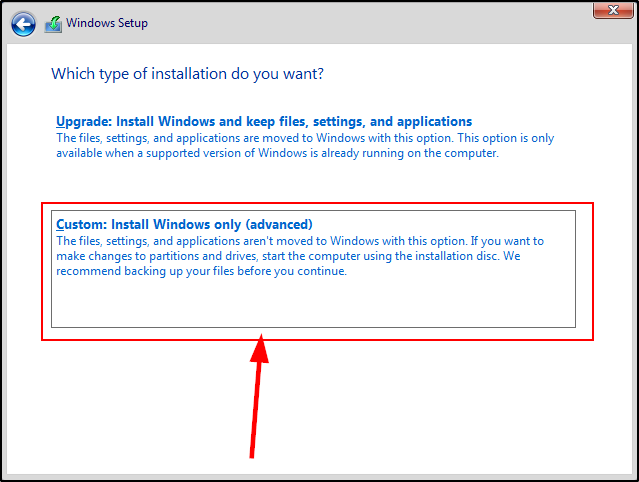 Windows Setup
Which type of installation do you want?
Upgrade: Install Windows and keep files, settings, and applications
The files, settings, and applications are moved to Windows with this option. This option is only
available when a supported version of Windows is already running on the computer.
Custom: Install Windows only (advanced)
The files, settings, and applications aren't moved to Windows with this option. If you want to
make changes to partitions and drives, start the computer using the installation disc. We
recommend backing up your files before you continue.